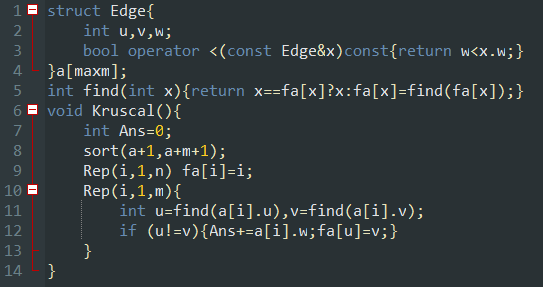 1 struct Edge{
2 int u,v,w;
3 bool operator <(const Edge&x)const{return w<x.w;}
4 }a[maxm];
5 int find(int x){return x==fa[x]?x:fa[x]=find(fa[x]);}
6 void Kruscal(){
7 int Ans=0;
8 sort(a+1,a+m+1);
9 Rep(i,1,n) fa[i]=i;
10 Rep(i,1,m){
11 int u=find(a[i].u),v=find(a[i].v);
12 if (u!=v){Ans+=a[i].w;fa[u]=v;}
13 }
14 }